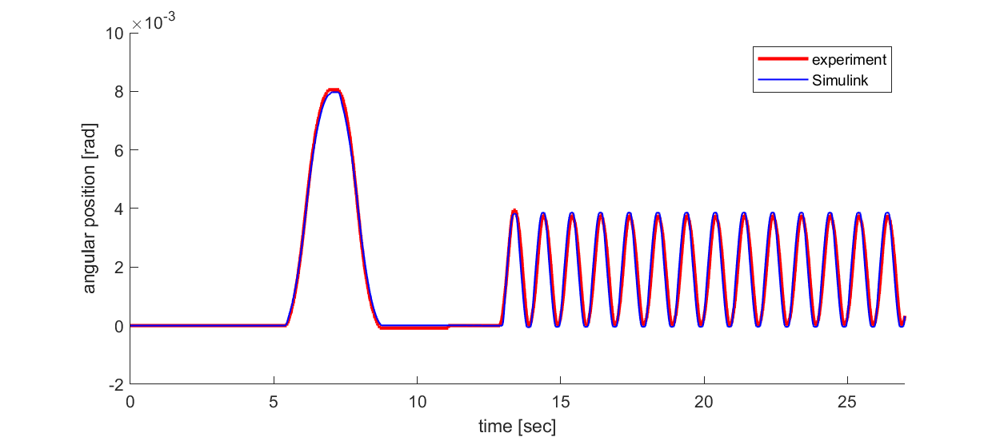 ×10-3
10
8
6
4
2
0
-2
angular position [rad]
experiment
Simulink
0 5 10 15 20 25
time [sec]